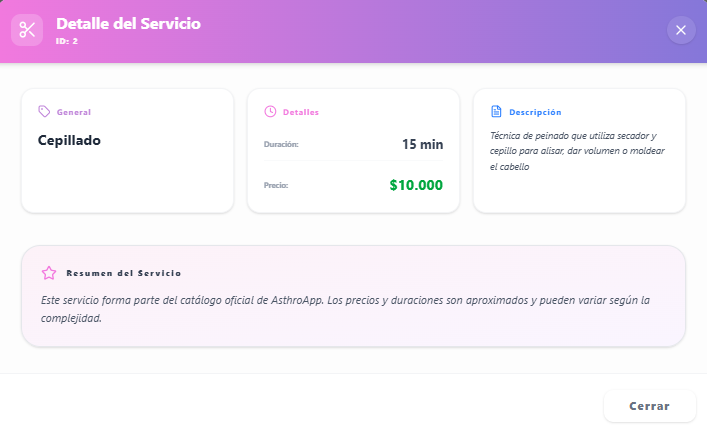 Detalle del Servicio
ID: 2
General
Cepillado
Detalles
Duración: 15 min
Precio: $10.000
Descripción
Técnica de peinado que utiliza secador y
cepillo para alisar, dar volumen o moldear
el cabello
Resumen del Servicio
Este servicio forma parte del catálogo oficial de AsthroApp. Los precios y duraciones son aproximados y pueden variar según la
complejidad.
Cerrar